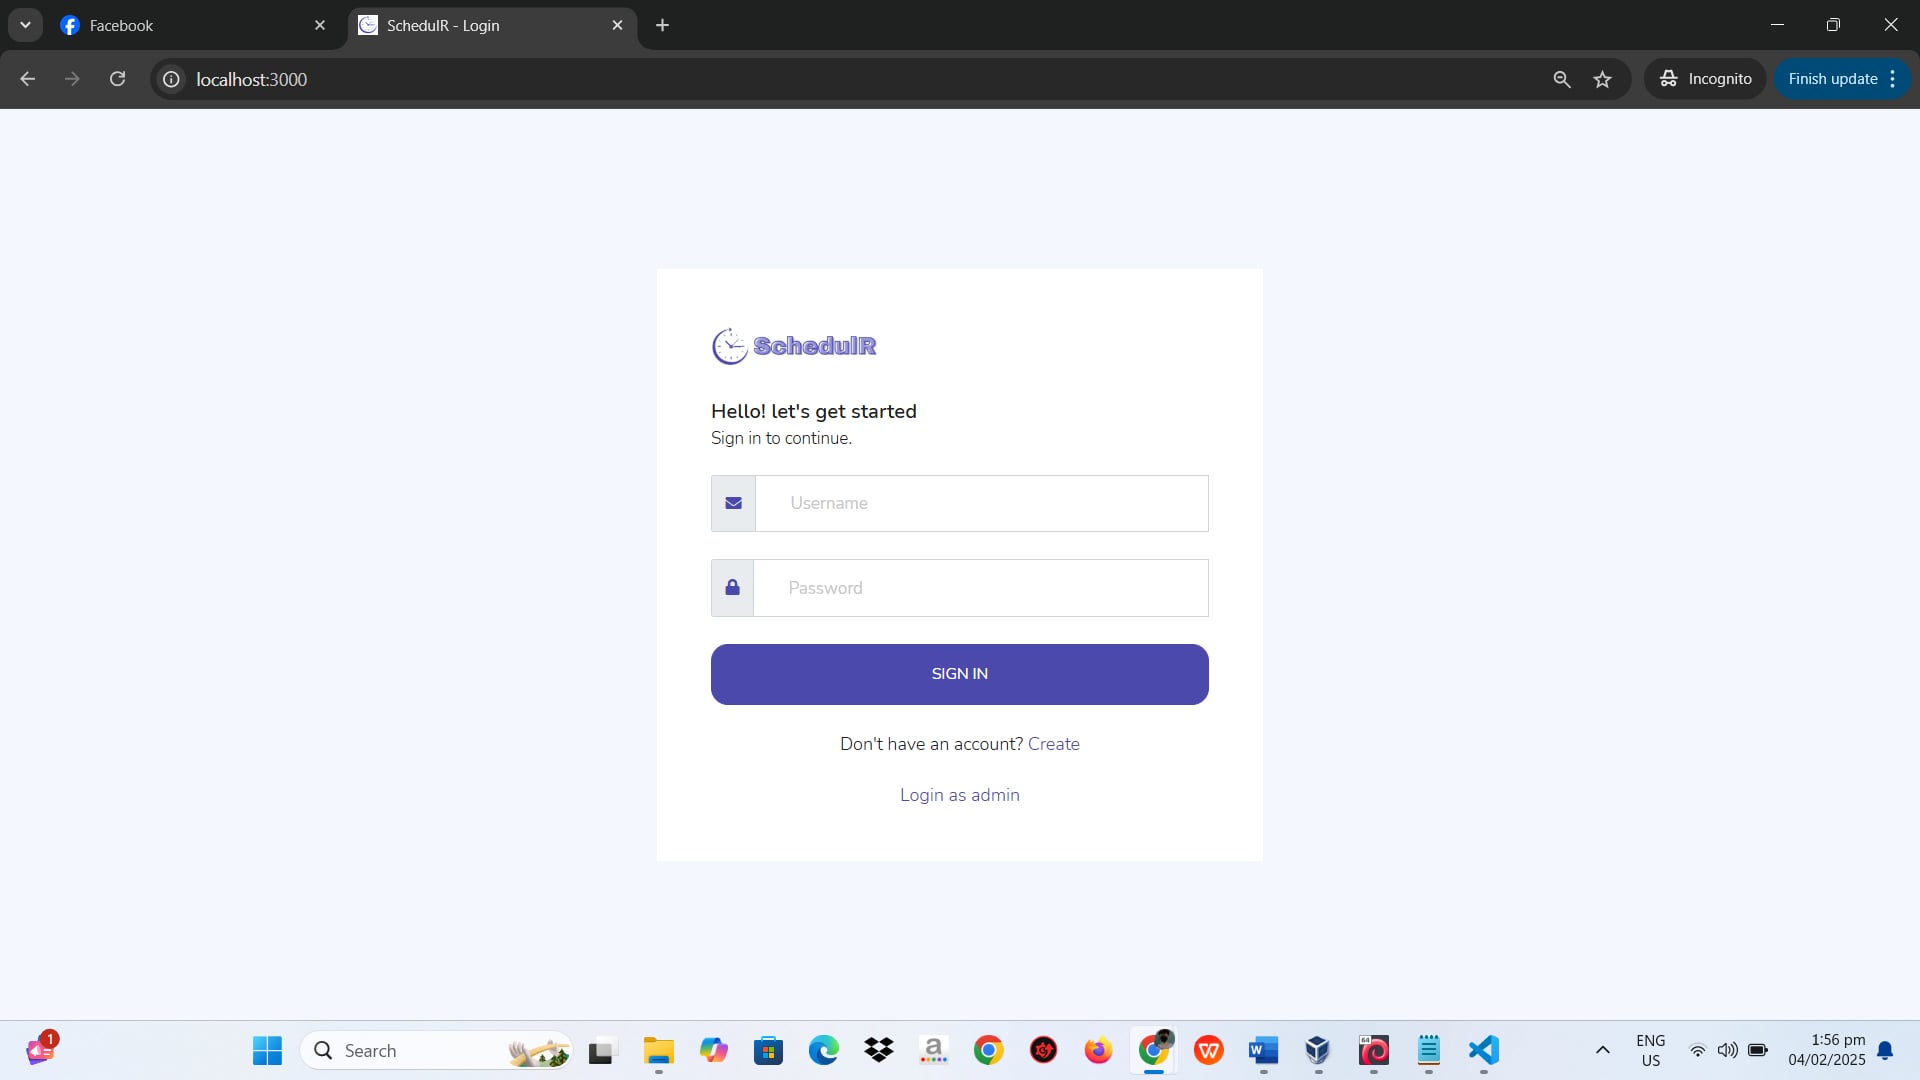 Facebook
SchedulR - Login
localhost:3000
Incognito
Finish update
SchedulR
Hello! let's get started
Sign in to continue.
Username
Password
SIGN IN
Don't have an account? Create
Login as admin
1
Search
a
W
W
64
ENG
US
1:56 pm
04/02/2025